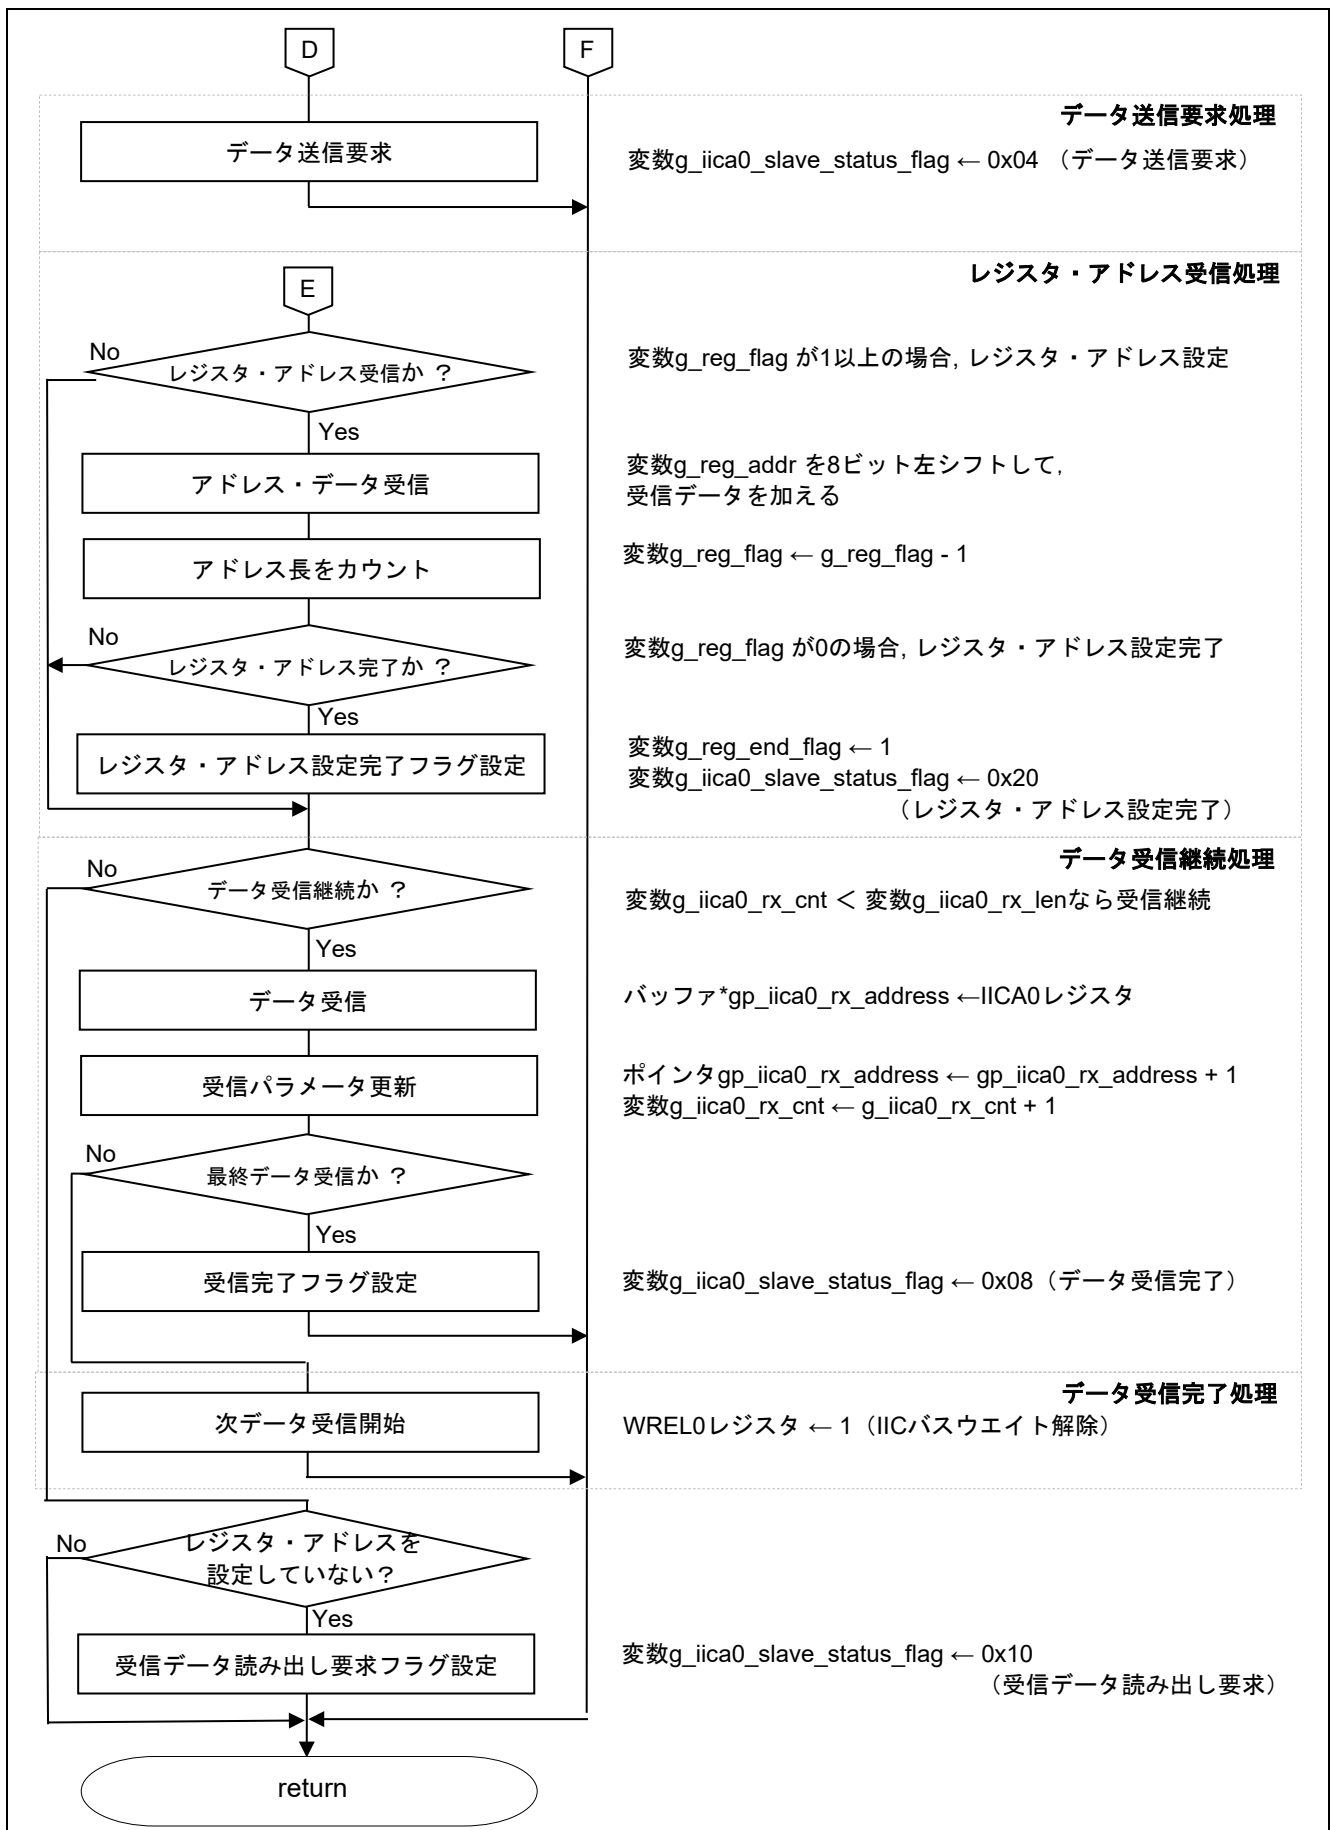 D
F
データ送信要求処理
データ送信要求
変数g_iica0_slave_status_flag ← 0x04 （データ送信要求）
レジスタ・アドレス受信処理
E
No
レジスタ・アドレス受信か ？
変数g_reg_flag が1以上の場合, レジスタ・アドレス設定
Yes
アドレス・データ受信
変数g_reg_addr を8ビット左シフトして,
受信データを加える
アドレス長をカウント
変数g_reg_flag ← g_reg_flag - 1
No
レジスタ・アドレス完了か ？
変数g_reg_flag が0の場合, レジスタ・アドレス設定完了
Yes
レジスタ・アドレス設定完了フラグ設定
変数g_reg_end_flag ← 1
変数g_iica0_slave_status_flag ← 0x20
（レジスタ・アドレス設定完了）
データ受信継続処理
No
データ受信継続か ？
変数g_iica0_rx_cnt ＜ 変数g_iica0_rx_lenなら受信継続
Yes
データ受信
バッファ*gp_iica0_rx_address ←IICA0レジスタ
受信パラメータ更新
ポインタgp_iica0_rx_address ← gp_iica0_rx_address + 1
変数g_iica0_rx_cnt ← g_iica0_rx_cnt + 1
No
最終データ受信か ？
Yes
受信完了フラグ設定
変数g_iica0_slave_status_flag ← 0x08（データ受信完了）
データ受信完了処理
次データ受信開始
WREL0レジスタ ← 1（IICバスウエイト解除）
No
レジスタ・アドレスを
設定していない？
Yes
受信データ読み出し要求フラグ設定
変数g_iica0_slave_status_flag ← 0x10
（受信データ読み出し要求）
return